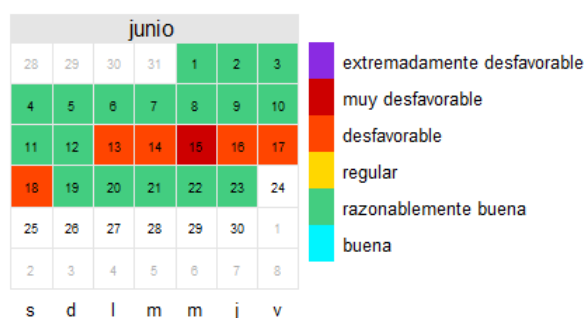 junio
28 29 30 31 1 2 3
4 5 6 7 8 9 10
11 12 13 14 15 16 17
18 19 20 21 22 23 24
25 26 27 28 29 30 1
2 3 4 5 6 7 8
s d l m m j v
extremadamente desfavorable
muy desfavorable
desfavorable
regular
razonablemente buena
buena